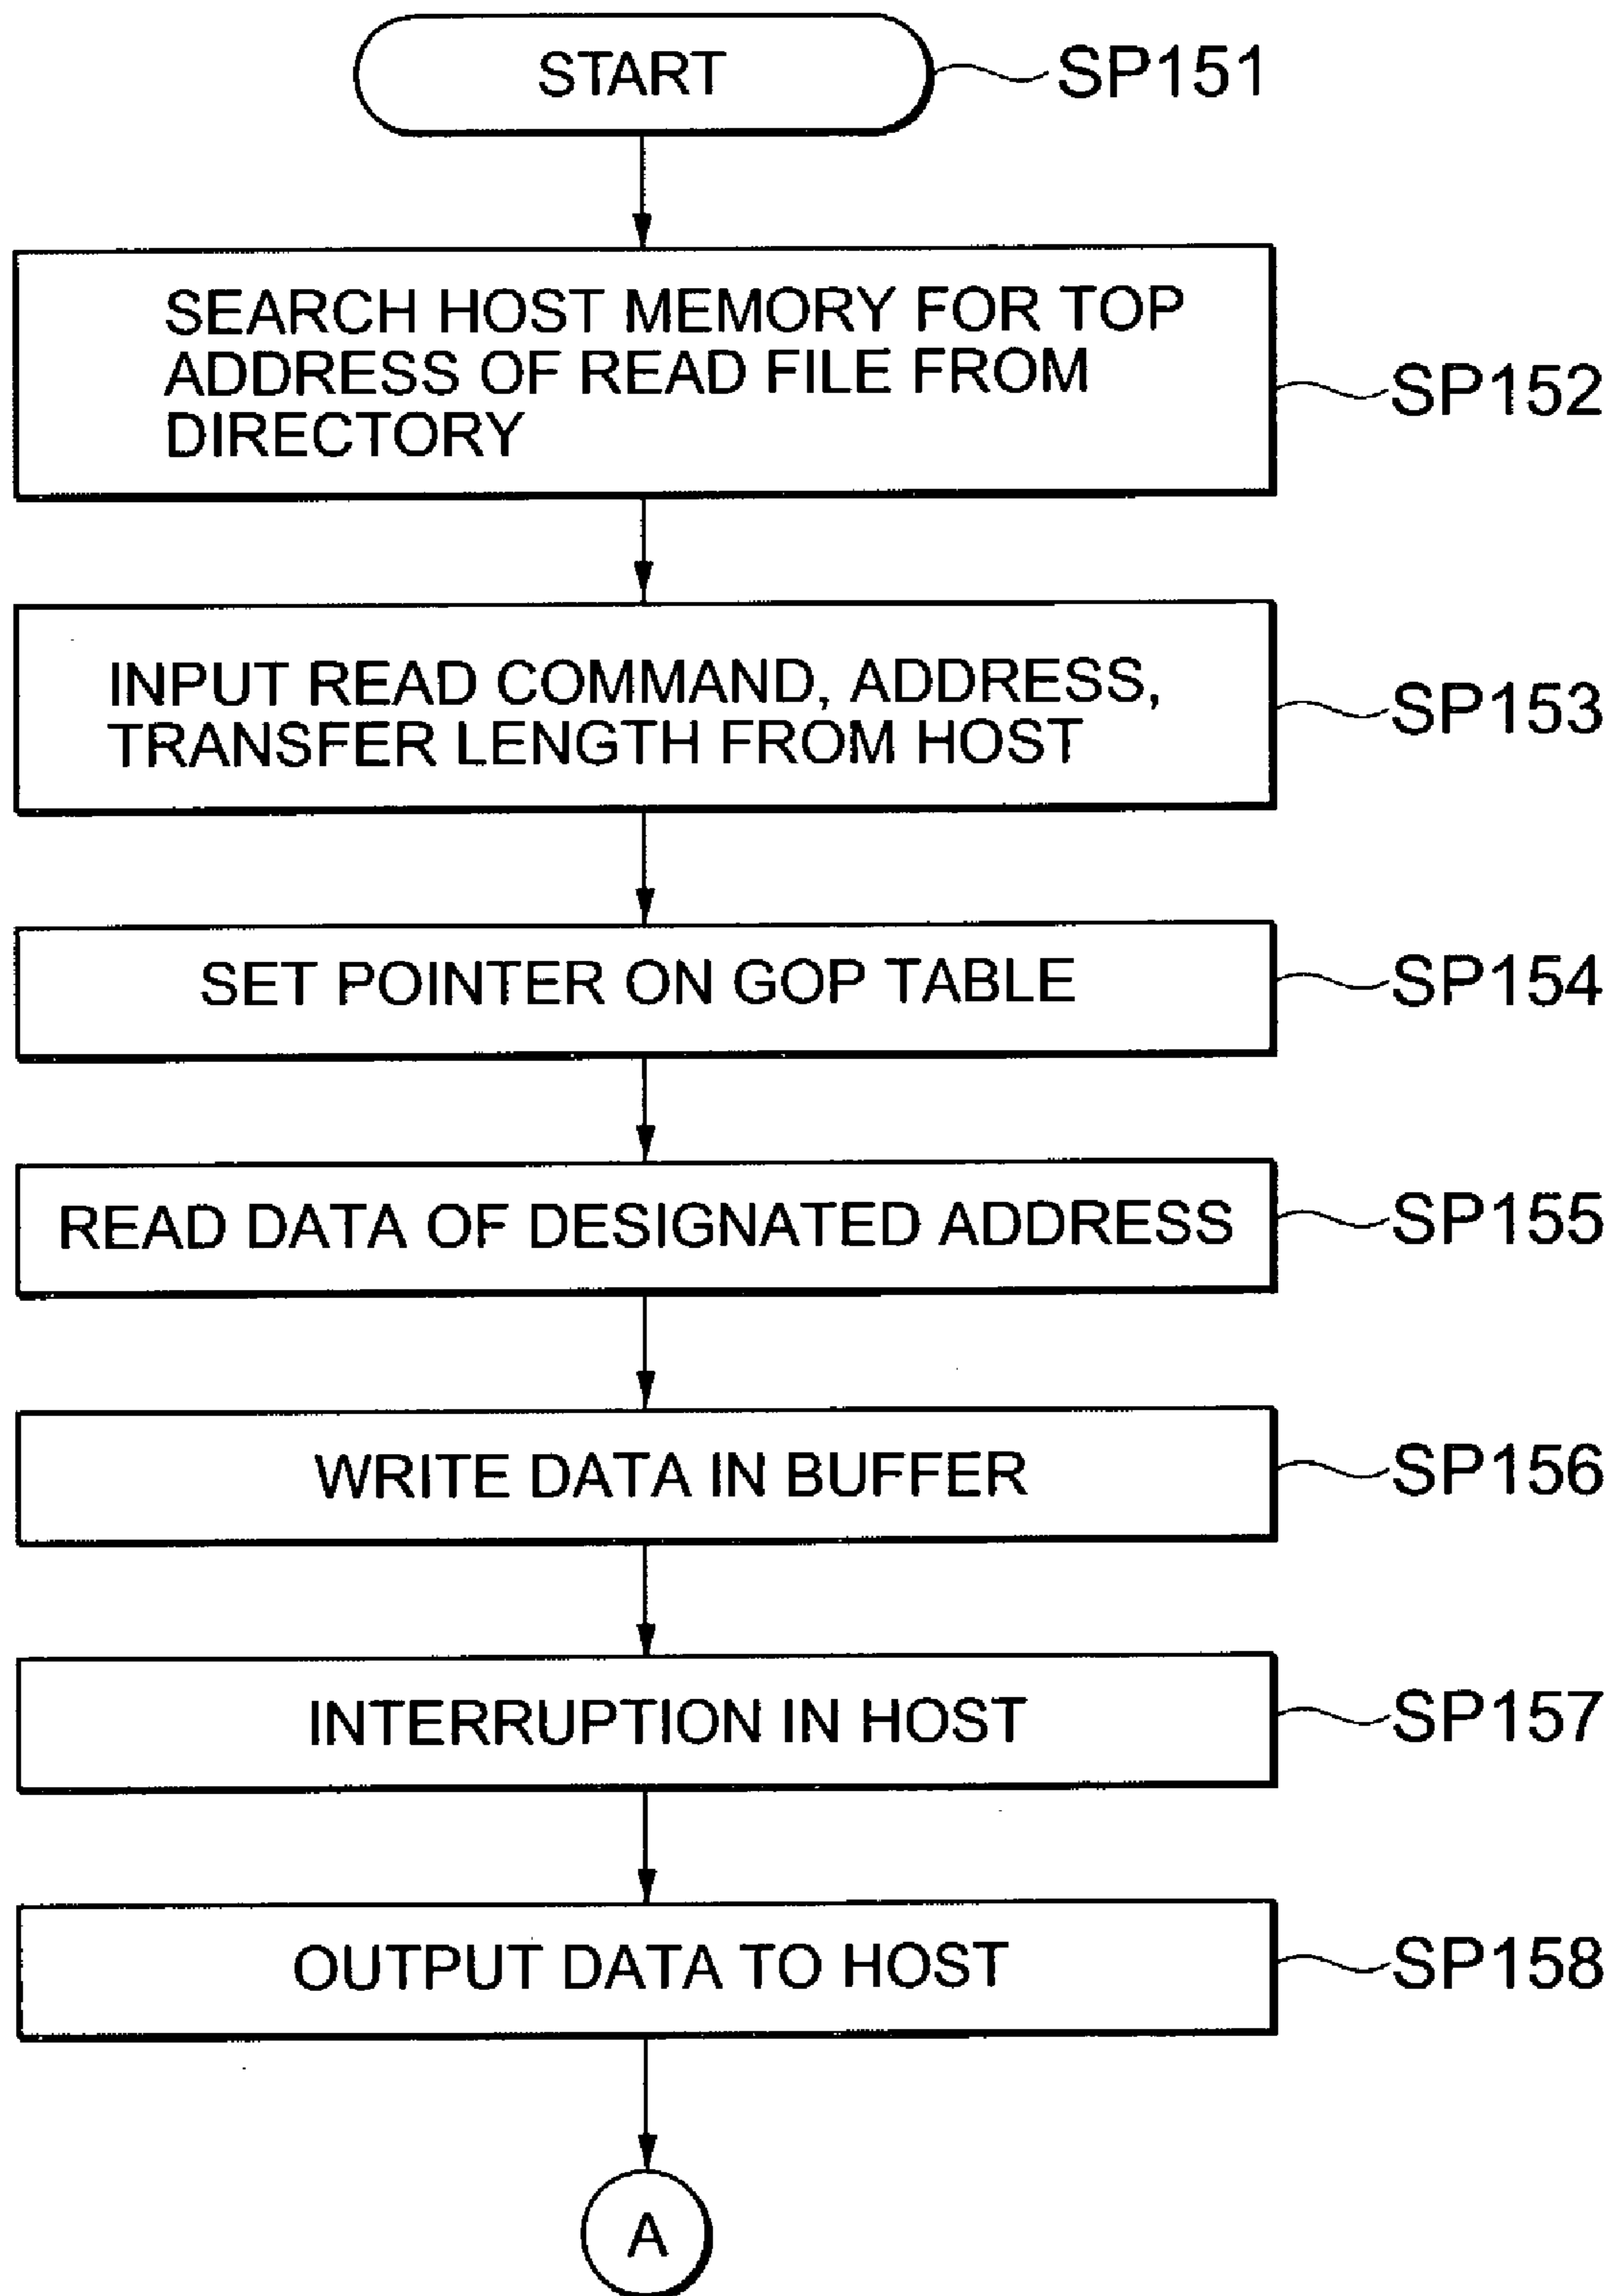 START
SP151
SEARCH HOST MEMORY FOR TOP
ADDRESS OF READ FILE FROM
DIRECTORY
SP152
INPUT READ COMMAND, ADDRESS,
TRANSFER LENGTH FROM HOST
SP153
SET POINTER ON GOP TABLE
SP154
READ DATA OF DESIGNATED ADDRESS
SP155
WRITE DATA IN BUFFER
SP156
INTERRUPTION IN HOST
SP157
OUTPUT DATA TO HOST
SP158
A